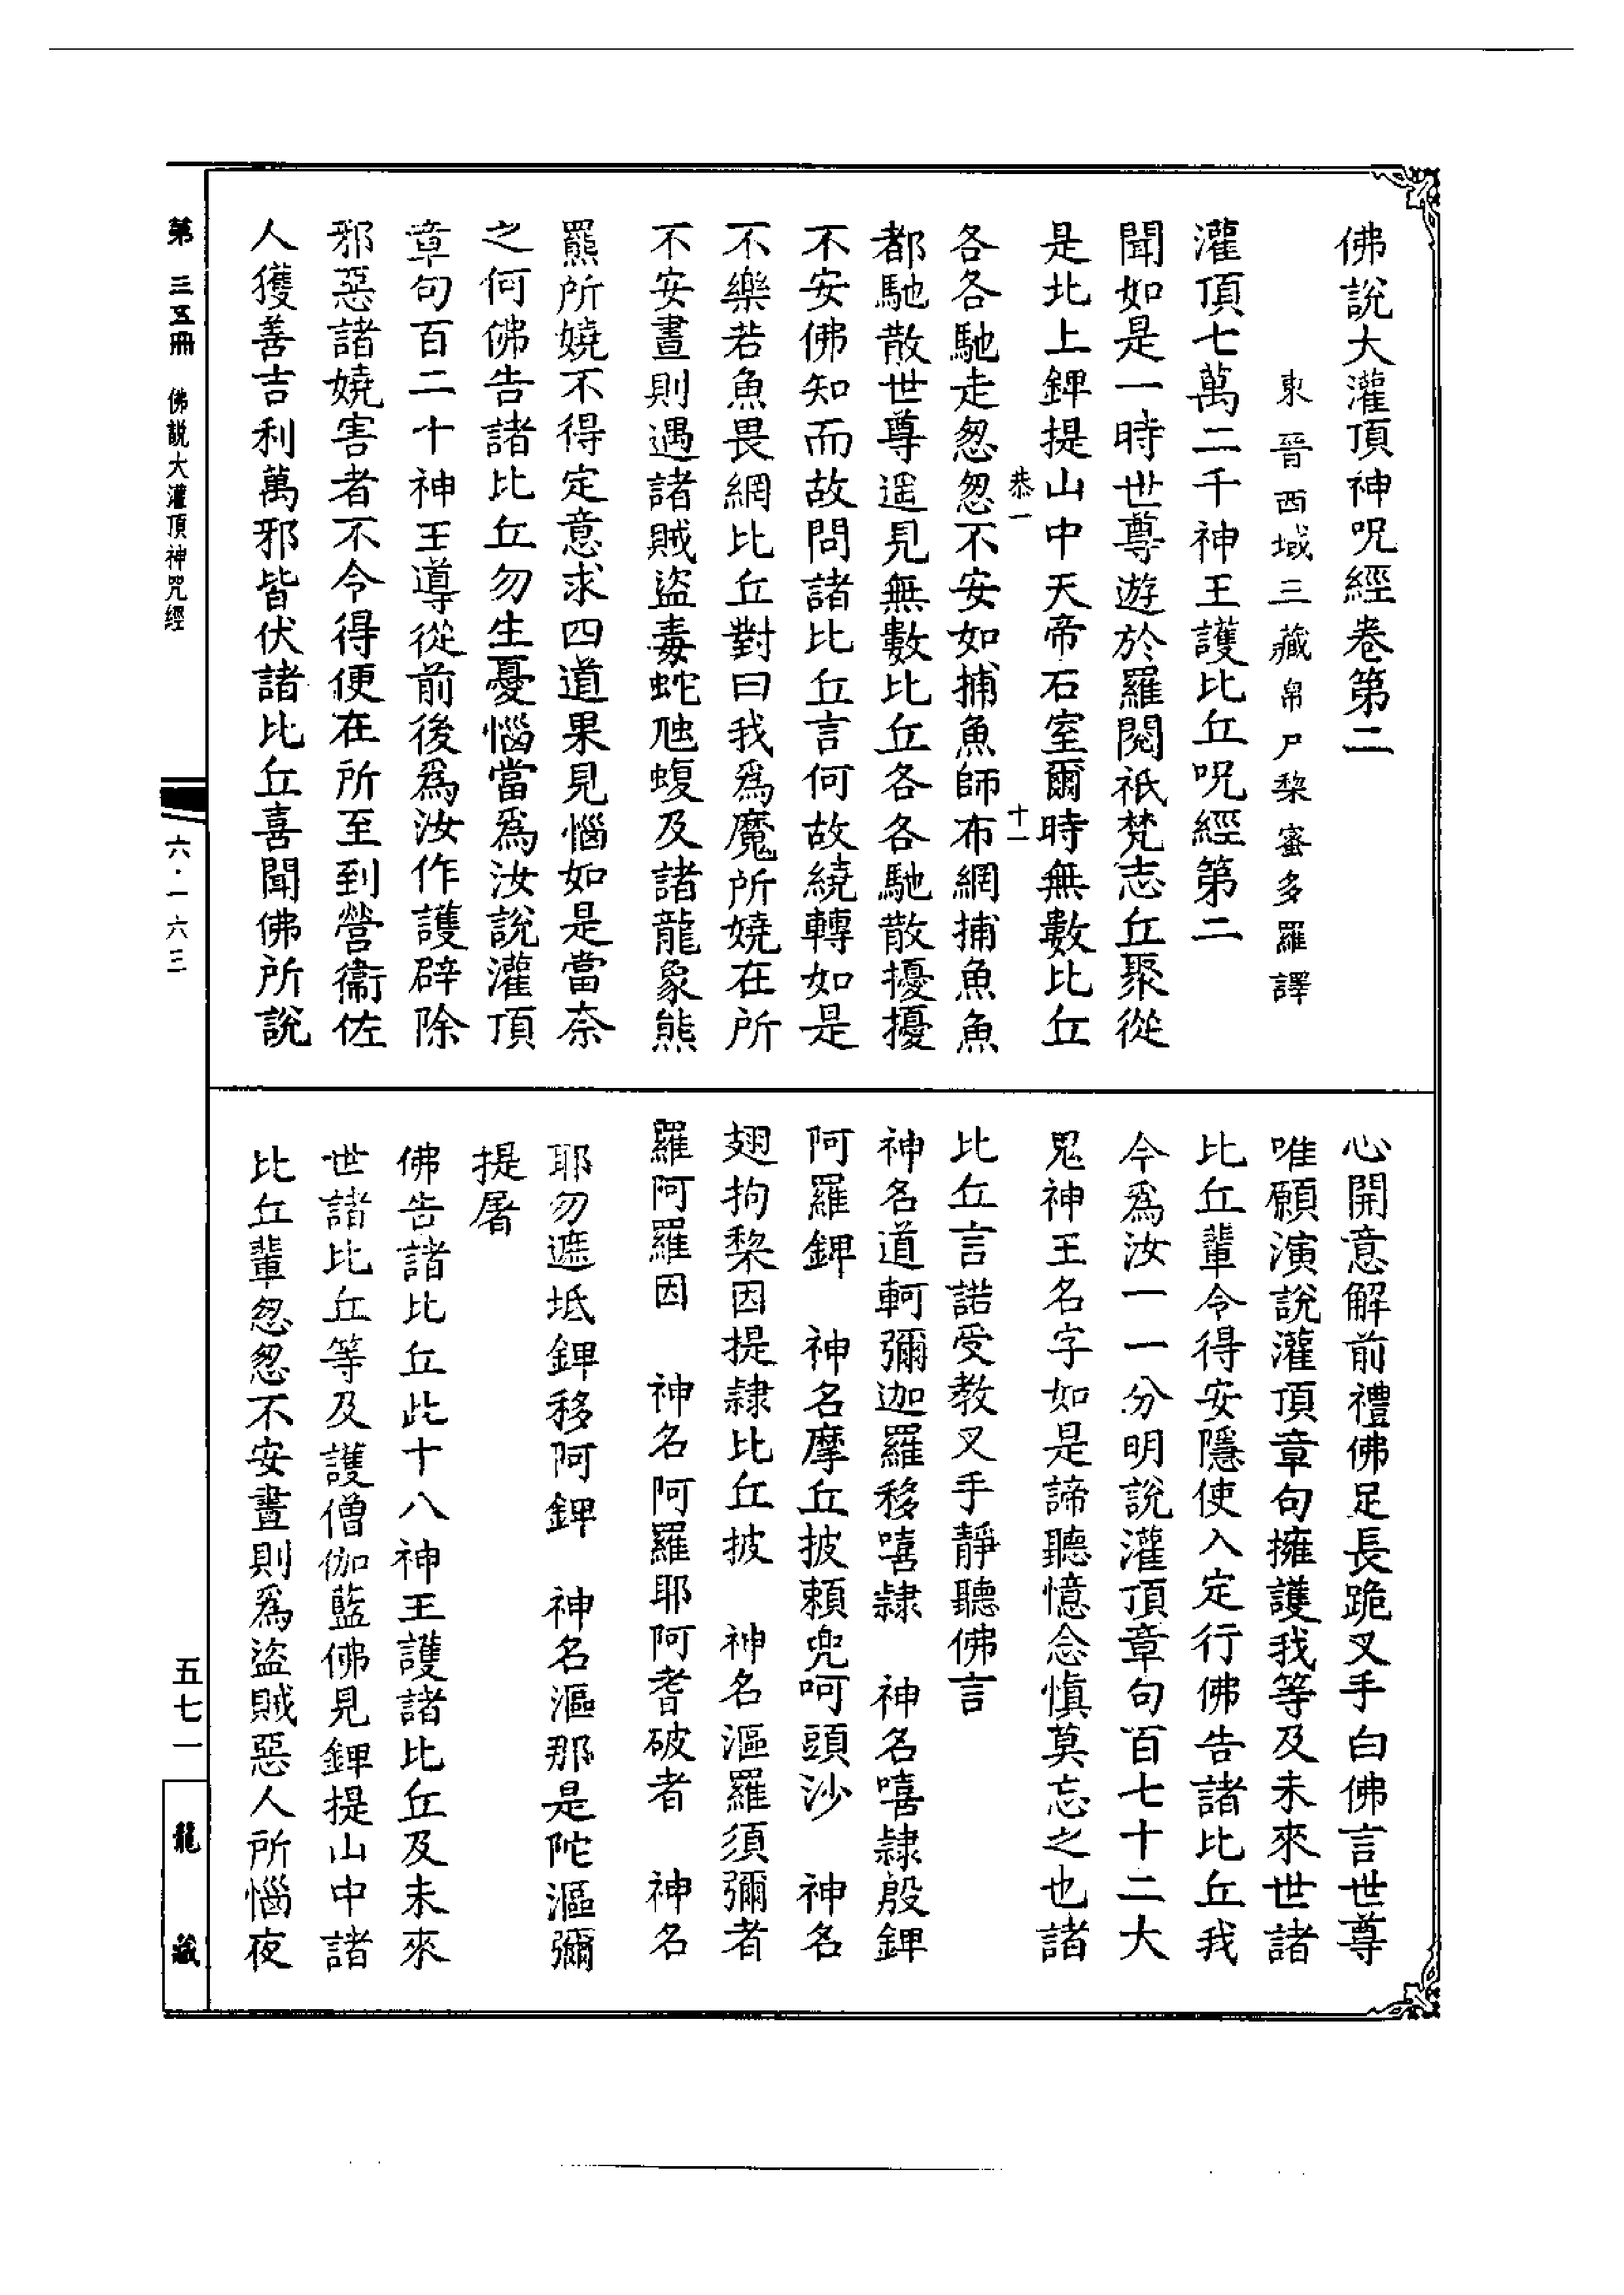 佛說大灌頂神呪經卷第二
東晉西域三藏帛尸棃蜜多羅譯
灌頂七萬二千神王護比丘呪經第二
聞如是一時世尊遊於羅閱祇梵志丘聚從
是北上鉀提山中天帝石室爾時無數比丘
恭一
十一
各各馳走怱怱不安如捕魚師布網捕魚魚
都馳散世尊遥見無數比丘各各馳散擾擾
不安佛知而故問諸比丘言何故繞轉如是
不樂若魚畏網比丘對曰我為魔所嬈在所
不安晝則遇諸賊盜毒蛇虺蝮及諸龍象熊
羆所嬈不得定意求四道果見惱如是當奈
之何佛告諸比丘勿生憂惱當爲汝說灌頂
章句百二十神王導從前後爲汝作護辟除
邪惡諸嬈害者不令得便在所至到營衞佐
人獲善吉利萬邪皆伏諸比丘喜聞佛所說
心開意解前禮佛足長跪叉手白佛言世尊
唯願演說灌頂章句擁護我等及未來世諸
比丘輩令得安隱使入定行佛告諸比丘我
今爲汝一一分明說灌頂章句百七十二大
鬼神王名字如是諦聽憶念慎莫忘之也諸
比丘言諾受教叉手靜聽佛言
神名道軻彌迦羅移嘻隸　神名嘻隸殷鉀
阿羅鉀　神名摩丘披賴兜呵頭沙　神名
翅拘棃因提隸比丘披　神名漚羅須彌者
羅阿羅因　神名阿羅耶阿耆破者　神名
耶勿遮坻鉀移阿鉀　神名漚那是陀漚彌
提屠
佛告諸比丘此十八神王護諸比丘及未來
世諸比丘等及護僧伽藍佛見鉀提山中諸
比丘輩怱怱不安晝則爲盜賊惡人所惱夜
第三五冊　佛說大灌頂神咒經
六·一六三
五七一
龍藏